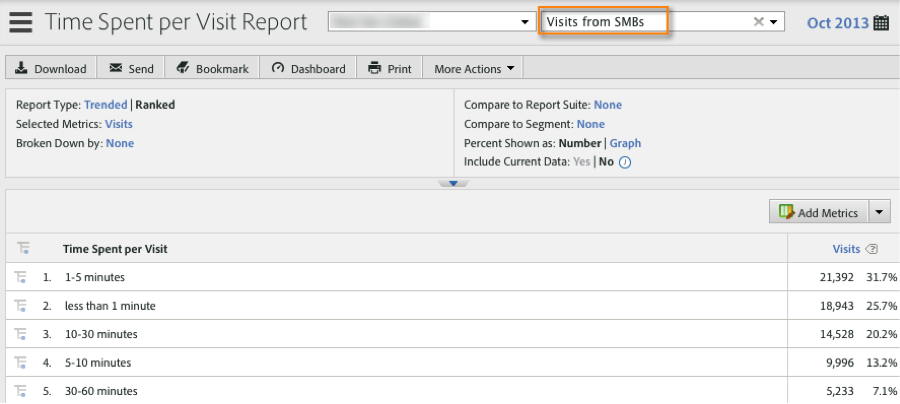 Time Spent per Visit Report
Visits from SMBs
Oct 2013
Download Send Bookmark Dashboard Print More Actions
Report Type: Trended | Ranked
Selected Metrics: Visits
Broken Down by: None
Compare to Report Suite: None
Compare to Segment: None
Percent Shown as: Number | Graph
Include Current Data: Yes | No
Add Metrics
Time Spent per Visit Visits
1. 1-5 minutes 21,392 31.7%
2. less than 1 minute 18,943 25.7%
3. 10-30 minutes 14,528 20.2%
4. 5-10 minutes 9,996 13.2%
5. 30-60 minutes 5,233 7.1%